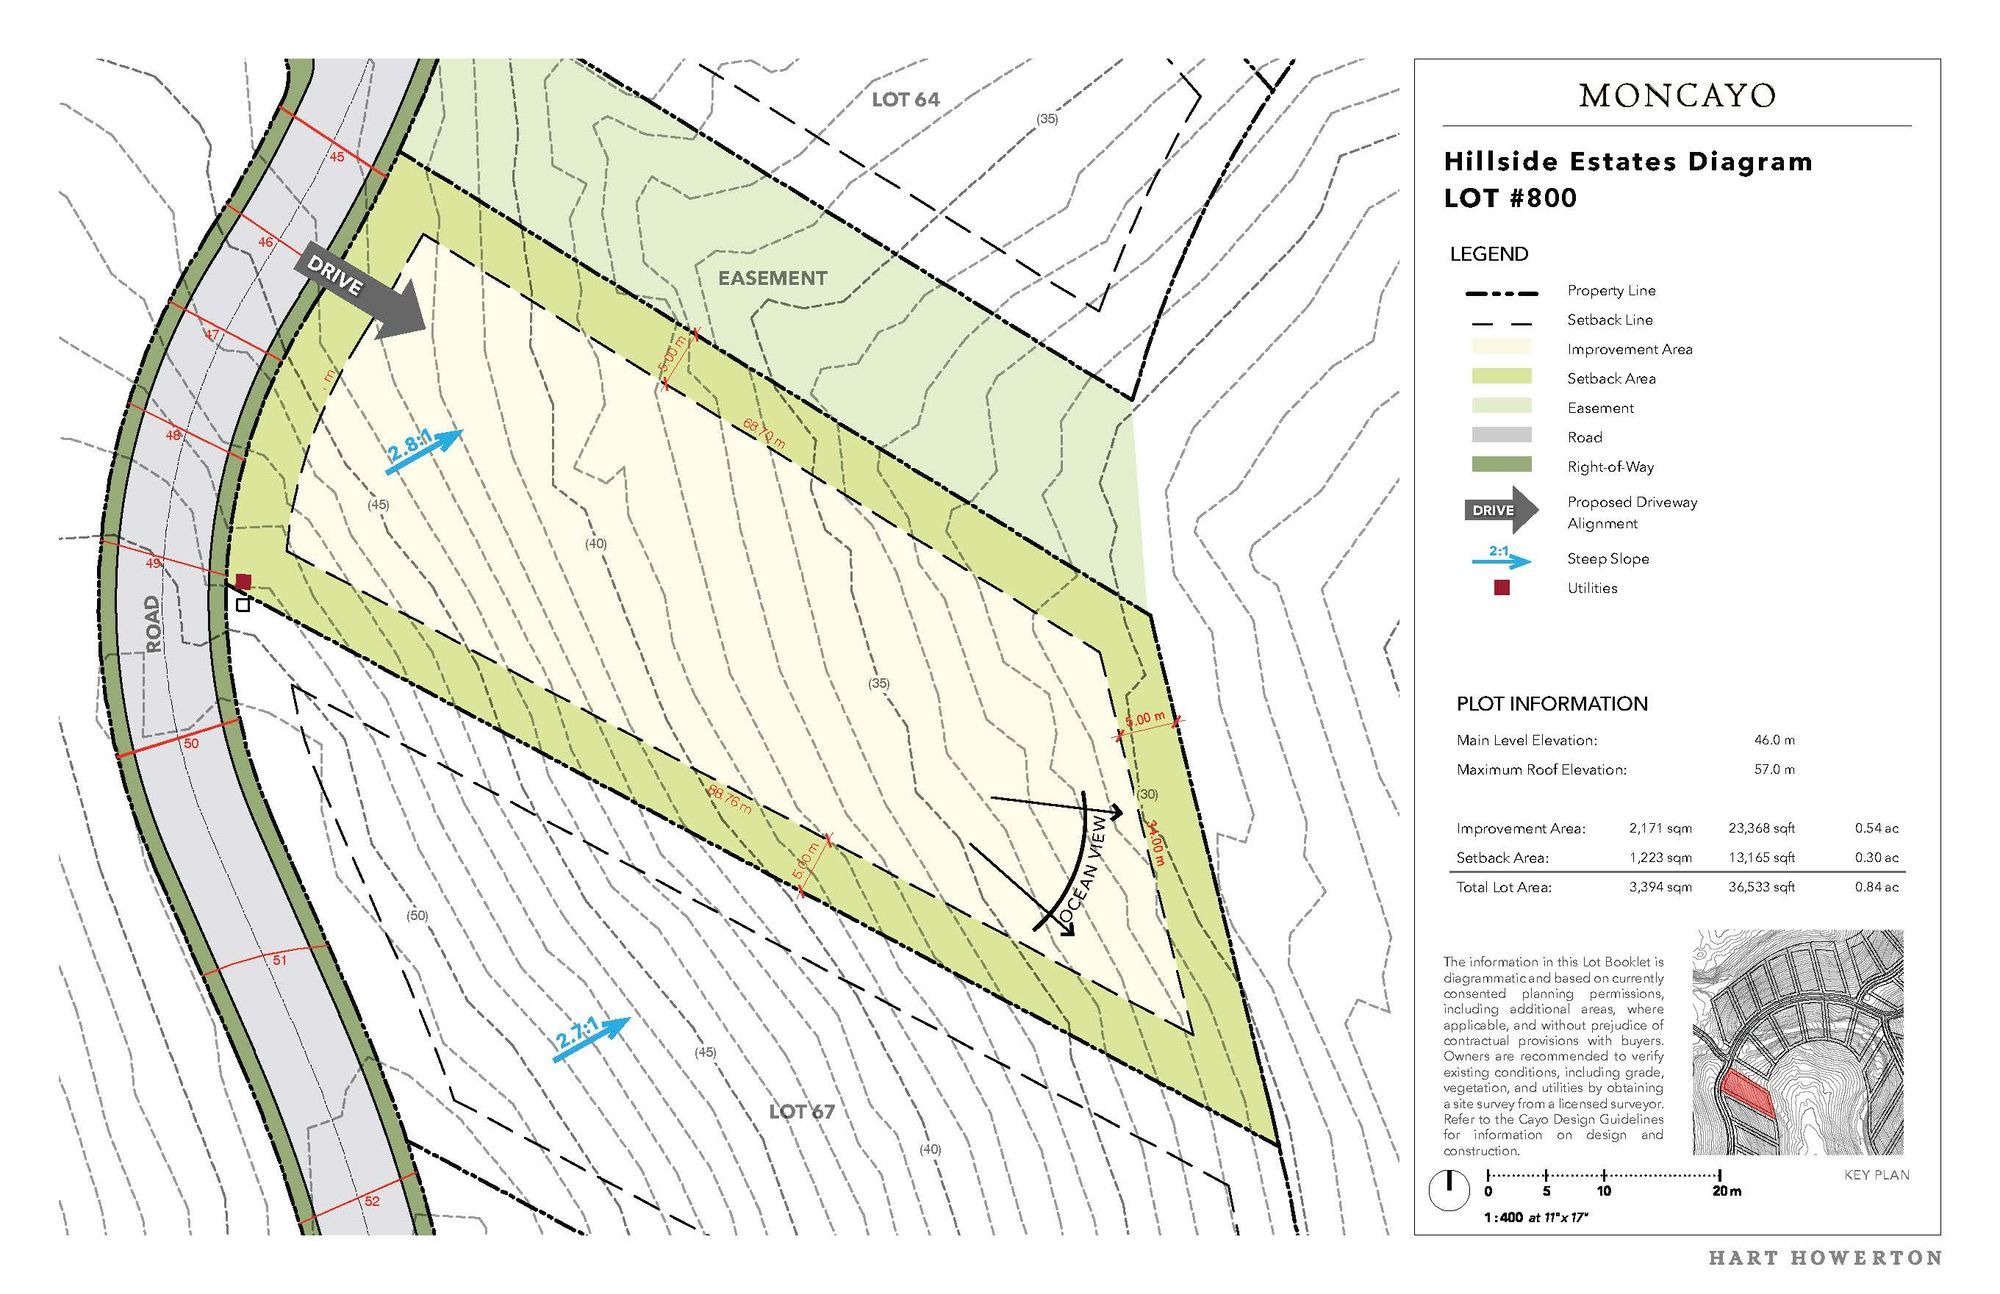 LOT 64
(35)
45
46
DRIVE
EASEMENT
47
5.00 m
m
68.70 m
48
2.8:1
(45)
(40)
49
ROAD
(35)
50
5.00 m
(30)
OCEAN VIEW
34.00 m
88.76 m
5.00 m
(50)
51
2.7:1
(45)
LOT 67
(40)
52
MONCAYO
Hillside Estates Diagram
LOT #800
LEGEND
Property Line
Setback Line
Improvement Area
Setback Area
Easement
Road
Right-of-Way
DRIVE
Proposed Driveway
Alignment
2:1
Steep Slope
Utilities
PLOT INFORMATION
Main Level Elevation: 46.0 m
Maximum Roof Elevation: 57.0 m
Improvement Area: 2,171 sqm 23,368 sqft 0.54 ac
Setback Area: 1,223 sqm 13,165 sqft 0.30 ac
Total Lot Area: 3,394 sqm 36,533 sqft 0.84 ac
The information in this Lot Booklet is
diagrammatic and based on currently
consented planning permissions,
including additional areas, where
applicable, and without prejudice of
contractual provisions with buyers.
Owners are recommended to verify
existing conditions, including grade,
vegetation, and utilities by obtaining
a site survey from a licensed surveyor.
Refer to the Cayo Design Guidelines
for information on design and
construction.
KEY PLAN
0 5 10 20 m
1 : 400 at 11"x 17"
HART HOWERTON